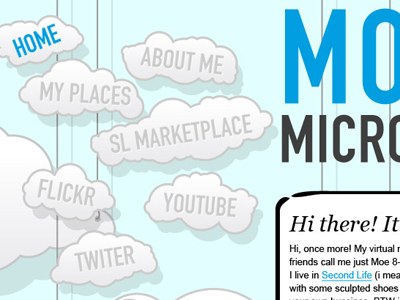 HOME
ABOUT ME
MY PLACES
SL MARKETPLACE
FLICKR
YOUTUBE
TWITER
MO
MICRO
Hi there! It
Hi, once more! My virtual
friends call me just Moe 8-
I live in Second Life (i mea
with some sculpted shoes